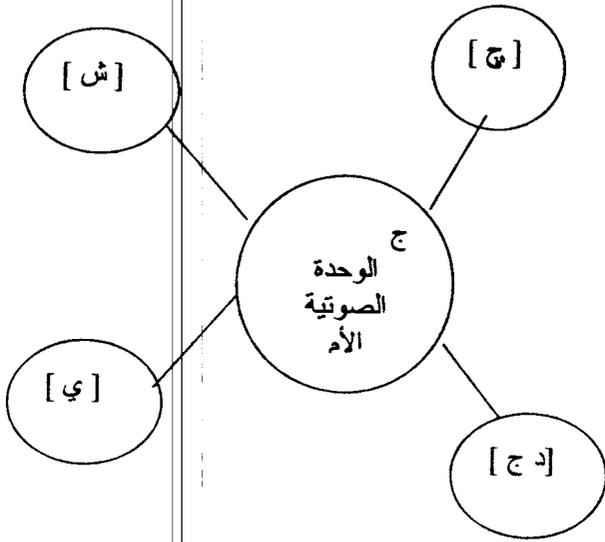 [ چ ]
[ ش ]
ج
الوحدة
الصوتية
الأم
[ ي ]
[د ج ]